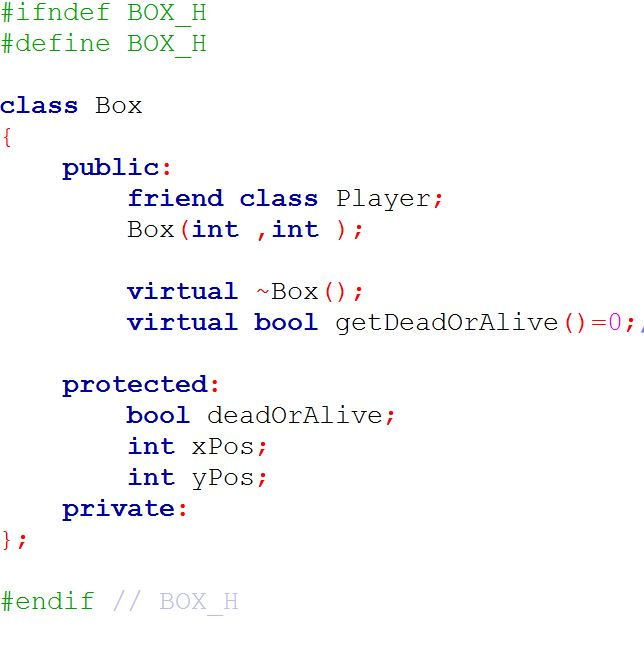 #ifndef BOX_H
#define BOX_H
class Box
{
public:
friend class Player;
Box(int ,int );
virtual ~Box();
virtual bool getDeadOrAlive()=0;
protected:
bool deadOrAlive;
int xPos;
int yPos;
private:
};
#endif // BOX_H